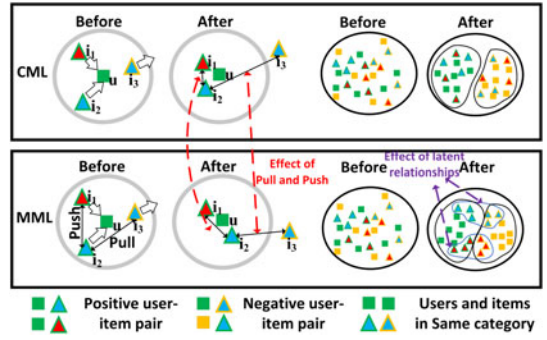 Before After Before After
CML
i₁ u i₂ i₃
i₁ u i₂ i₃
Effect of latent
relationships
Before After Before After
Effect of
Pull and Push
MML
Push Pull
i₁ u i₂ i₃
i₁ u i₂ i₃
Positive user-
item pair
Negative user-
item pair
Users and items
in Same category